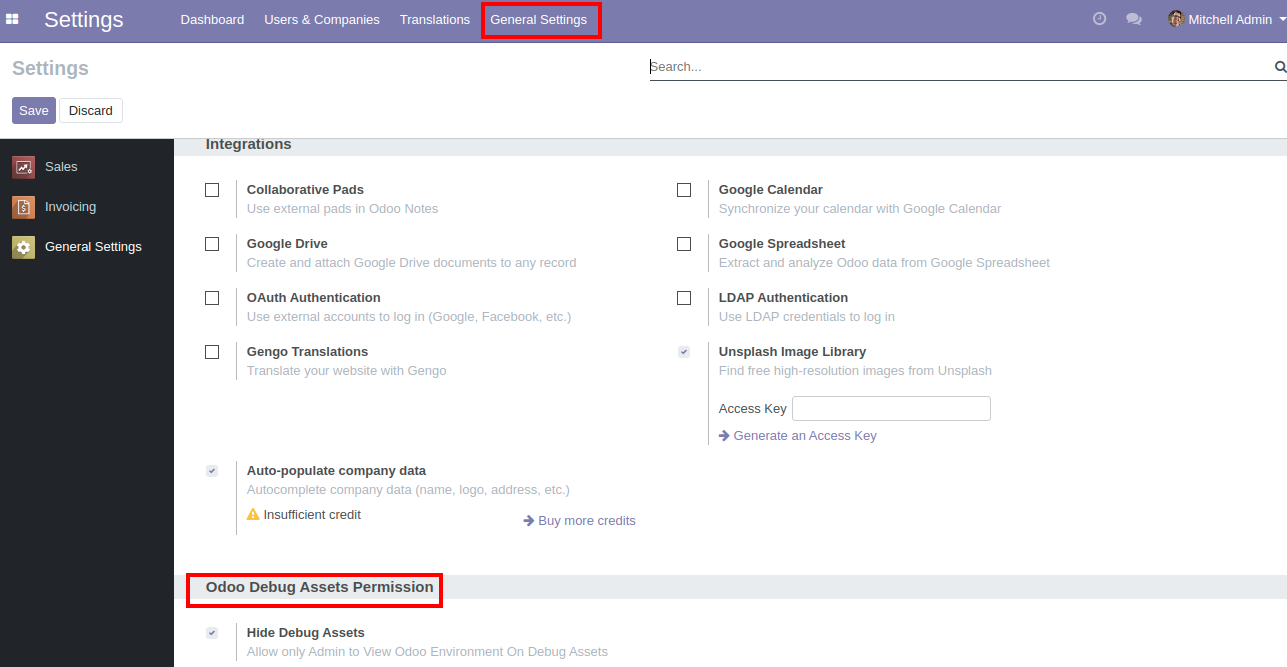 Settings Dashboard Users & Companies Translations General Settings Mitchell Admin
Settings Search...
Save Discard
Integrations
Sales
Invoicing
General Settings
Collaborative Pads
Use external pads in Odoo Notes
Google Calendar
Synchronize your calendar with Google Calendar
Google Drive
Create and attach Google Drive documents to any record
Google Spreadsheet
Extract and analyze Odoo data from Google Spreadsheet
OAuth Authentication
Use external accounts to log in (Google, Facebook, etc.)
LDAP Authentication
Use LDAP credentials to log in
Gengo Translations
Translate your website with Gengo
Unsplash Image Library
Find free high-resolution images from Unsplash
Access Key
Generate an Access Key
Auto-populate company data
Autocomplete company data (name, logo, address, etc.)
Insufficient credit Buy more credits
Odoo Debug Assets Permission
Hide Debug Assets
Allow only Admin to View Odoo Environment On Debug Assets